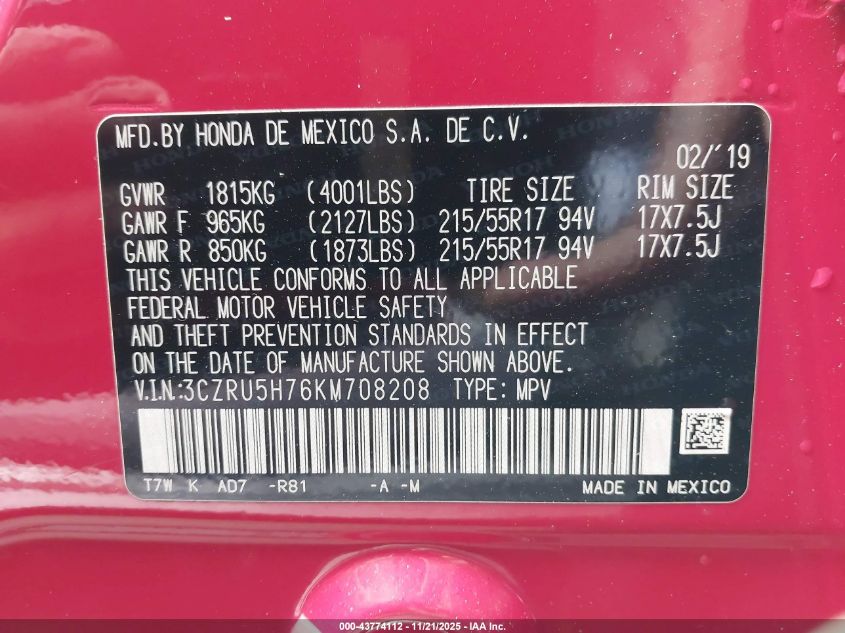 MFD.BY HONDA DE MEXICO S.A. DE C.V.
02/'19
GVWR 1815KG (4001LBS) TIRE SIZE RIM SIZE
GAWR F 965KG (2127LBS) 215/55R17 94V 17X7.5J
GAWR R 850KG (1873LBS) 215/55R17 94V 17X7.5J
THIS VEHICLE CONFORMS TO ALL APPLICABLE
FEDERAL MOTOR VEHICLE SAFETY
AND THEFT PREVENTION STANDARDS IN EFFECT
ON THE DATE OF MANUFACTURE SHOWN ABOVE.
V.I.N:3CZRU5H76KM708208 TYPE: MPV
T7W K AD7 -R81 -A -M MADE IN MEXICO
000-43774112 - 11/21/2025 - IAA Inc.